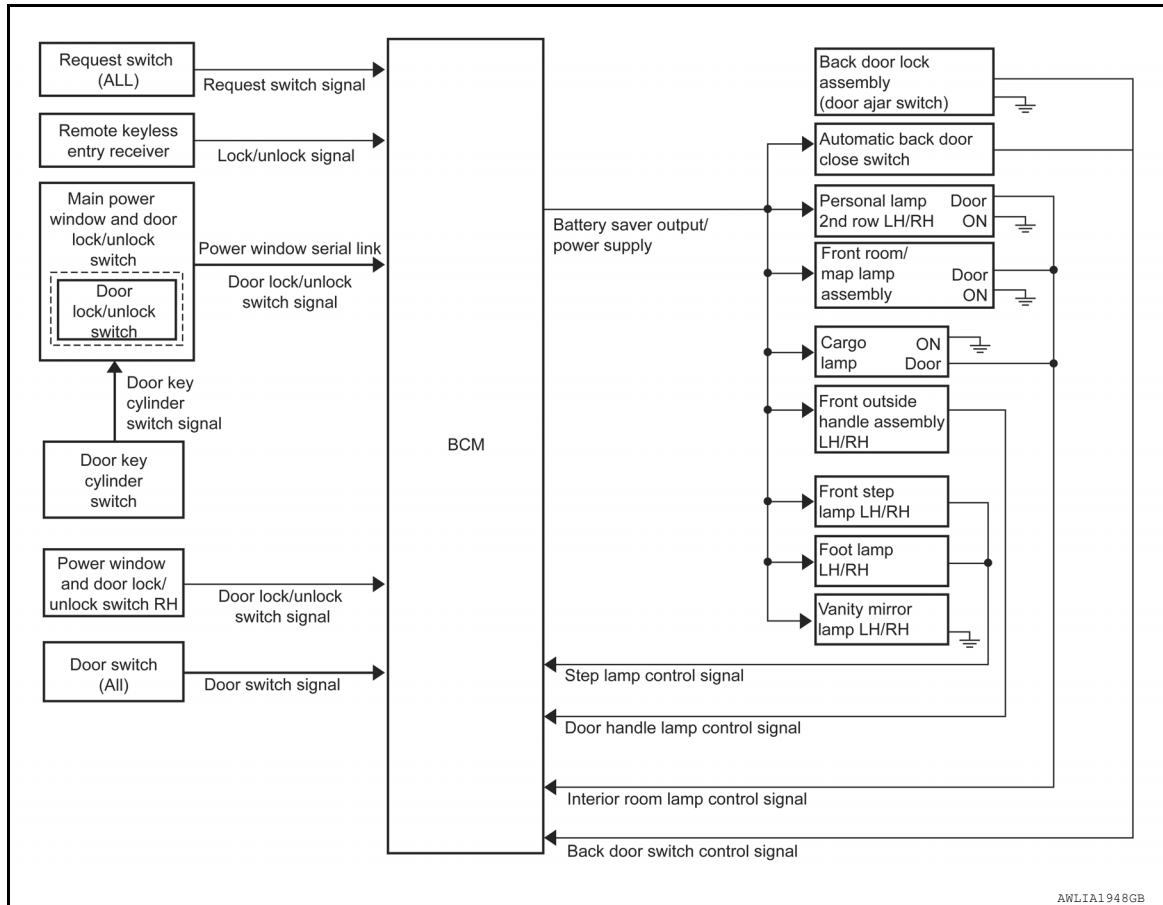 Request switch
(ALL)
Request switch signal
Remote keyless
entry receiver
Lock/unlock signal
Main power
window and door
lock/unlock
switch
Door
lock/unlock
switch
Power window serial link
Door lock/unlock
switch signal
Door key
cylinder
switch signal
Door key
cylinder
switch
Power window
and door lock/
unlock switch RH
Door lock/unlock
switch signal
Door switch
(All)
Door switch signal
BCM
Battery saver output/
power supply
Back door lock
assembly
(door ajar switch)
Automatic back door
close switch
Personal lamp Door
2nd row LH/RH ON
Front room/
map lamp Door
assembly ON
Cargo ON
lamp Door
Front outside
handle assembly
LH/RH
Front step
lamp LH/RH
Foot lamp
LH/RH
Vanity mirror
lamp LH/RH
Step lamp control signal
Door handle lamp control signal
Interior room lamp control signal
Back door switch control signal
AWLIA1948GB